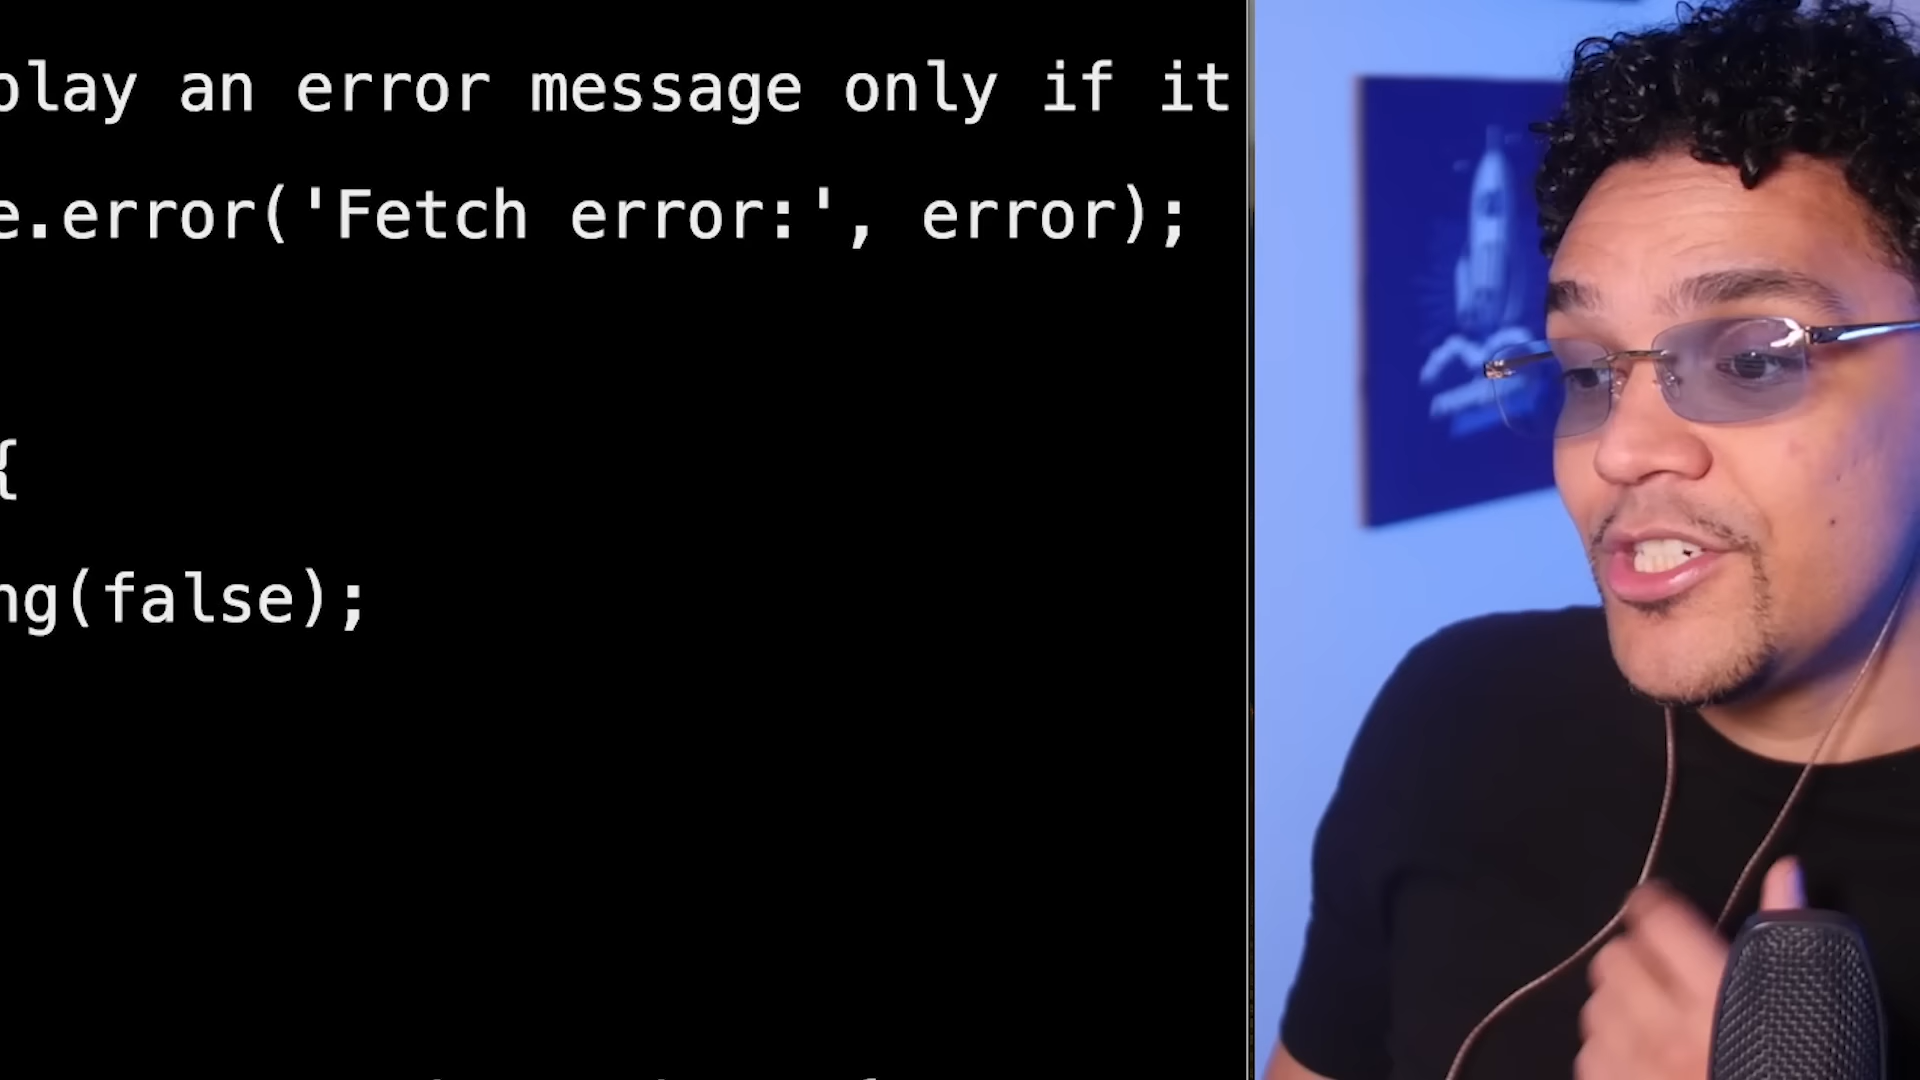 play an error message only if it
e.error('Fetch error:', error);
{
ng(false);